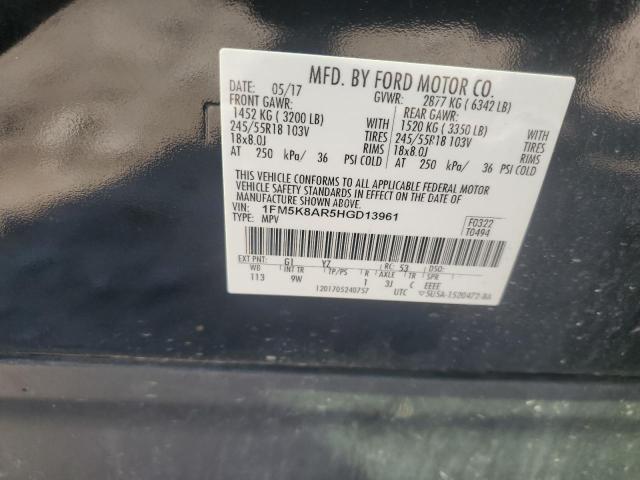 MFD. BY FORD MOTOR CO.
DATE: 05/17 GVWR: 2877 KG ( 6342 LB)
FRONT GAWR: REAR GAWR:
1452 KG ( 3200 LB) WITH 1520 KG ( 3350 LB) WITH
245/55R18 103V TIRES 245/55R18 103V TIRES
18x8.0J RIMS 18x8.0J RIMS
AT 250 kPa/ 36 PSI COLD AT 250 kPa/ 36 PSI COLD
THIS VEHICLE CONFORMS TO ALL APPLICABLE FEDERAL MOTOR
VEHICLE SAFETY STANDARDS IN EFFECT ON THE DATE OF
MANUFACTURE SHOWN ABOVE.
VIN: 1FM5K8AR5HGD13961
TYPE: MPV
F0322
T0494
EXT PNT: G1 YZ RC: 53 DSO:
WB INT TR TP/PS R AXLE TR SPR
113 9W 1 3J C EEEE
1201705240757 UTC